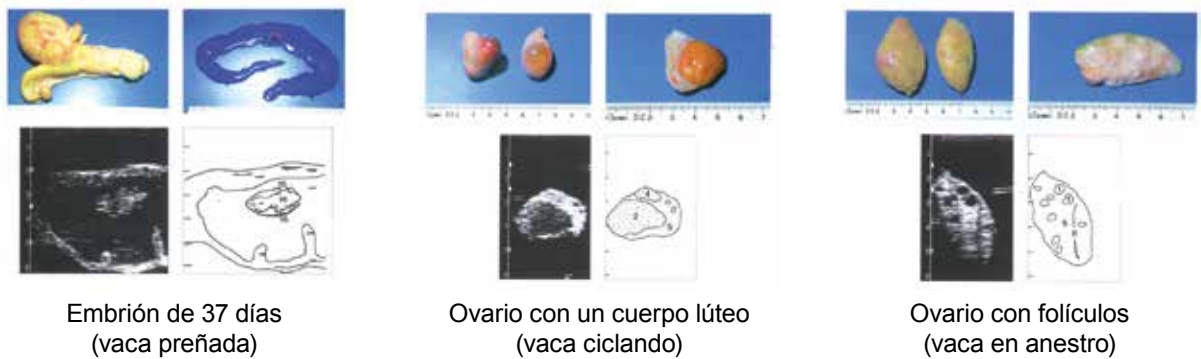 Embrión de 37 días
(vaca preñada)
Ovario con un cuerpo lúteo
(vaca ciclando)
Ovario con folículos
(vaca en anestro)